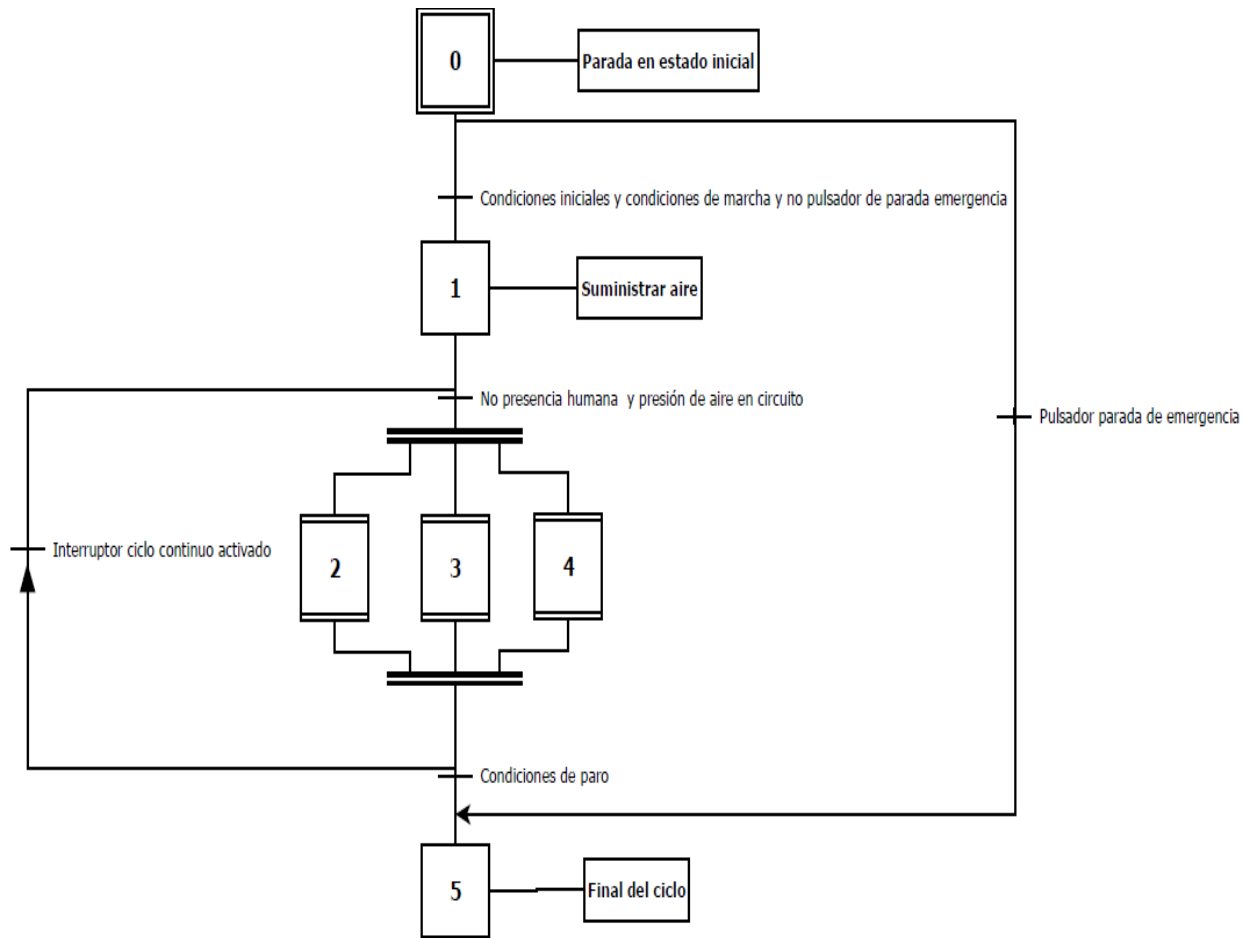 0
Parada en estado inicial
Condiciones iniciales y condiciones de marcha y no pulsador de parada emergencia
1
Suministrar aire
No presencia humana y presión de aire en circuito
Pulsador parada de emergencia
Interruptor ciclo continuo activado
2
3
4
Condiciones de paro
5
Final del ciclo